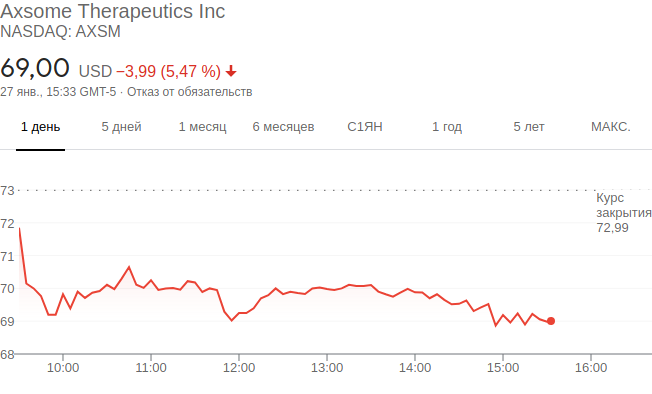 Axsome Therapeutics Inc
NASDAQ: AXSM
69,00 USD −3,99 (5,47 %)
27 янв., 15:33 GMT-5 · Отказ от обязательств
1 день 5 дней 1 месяц 6 месяцев С1ЯН 1 год 5 лет МАКС.
73
Курс
закрытия
72,99
72
71
70
69
68
10:00 11:00 12:00 13:00 14:00 15:00 16:00